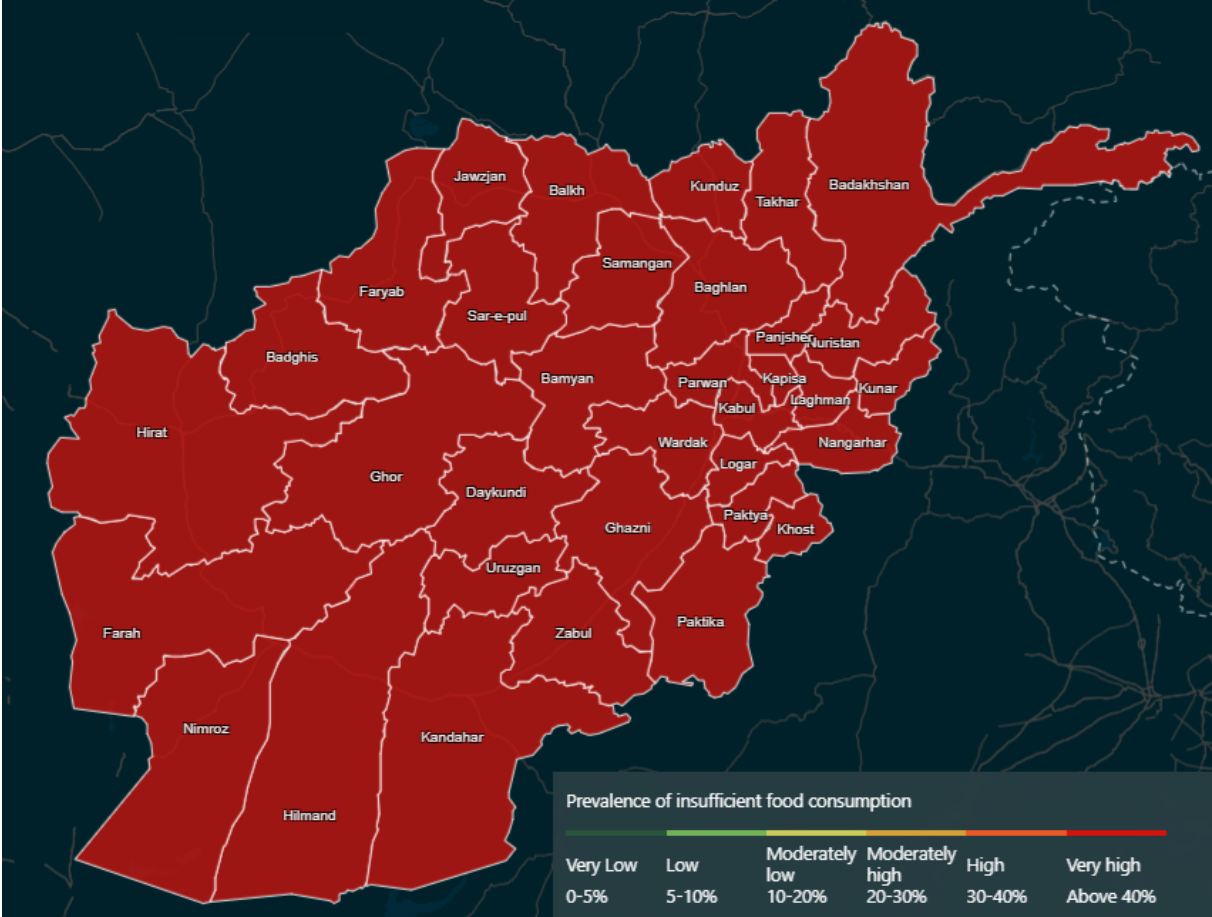 Jawzjan
Balkh
Kunduz
Takhar
Badakhshan
Samangan
Faryab
Baghlan
Sar-e-pul
Panjsher
Nuristan
Badghis
Bamyan
Parwan
Kapisa
Kunar
Laghman
Kabul
Hirat
Wardak
Nangarhar
Logar
Ghor
Daykundi
Paktya
Ghazni
Khost
Uruzgan
Farah
Zabul
Paktika
Nimroz
Kandahar
Hilmand
Prevalence of insufficient food consumption
Very Low Low Moderately low Moderately high High Very high
0-5% 5-10% 10-20% 20-30% 30-40% Above 40%